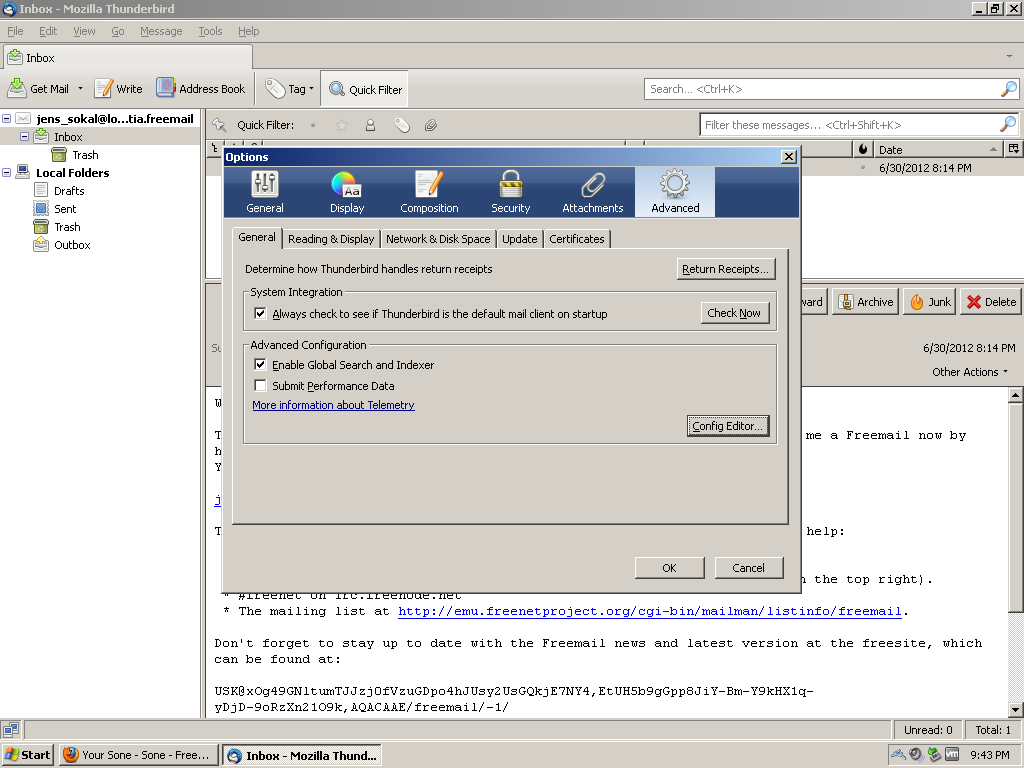 Inbox - Mozilla Thunderbird
File Edit View Go Message Tools Help
Inbox
Get Mail Write Address Book Tag Quick Filter Search... <Ctrl+K>
jens_sokal@lo...tia.freemail
Inbox
Trash
Local Folders
Drafts
Sent
Trash
Outbox
Quick Filter: Filter these messages... <Ctrl+Shift+K>
Date
6/30/2012 8:14 PM
Options
General Display Composition Security Attachments Advanced
General Reading & Display Network & Disk Space Update Certificates
Determine how Thunderbird handles return receipts Return Receipts...
System Integration
Always check to see if Thunderbird is the default mail client on startup Check Now
Advanced Configuration
Enable Global Search and Indexer
Submit Performance Data
More information about Telemetry
Config Editor...
OK Cancel
ward Archive Junk Delete
6/30/2012 8:14 PM
Other Actions
me a Freemail now by
help:
the top right).
* #freenet on irc.freenode.net
* The mailing list at http://emu.freenetproject.org/cgi-bin/mailman/listinfo/freemail.
Don't forget to stay up to date with the Freemail news and latest version at the freesite, which
can be found at:
USK@xOg49GNltumTJJzjOfVzuGDpo4hJUsy2UsGQkjE7NY4,EtUH5b9gGpp8JiY-Bm-Y9kHX1q-
yDjD-9oRzXn21O9k,AQACAAE/freemail/-1/
Unread: 0 Total: 1
Start Your Sone - Sone - Free... Inbox - Mozilla Thund... 9:43 PM